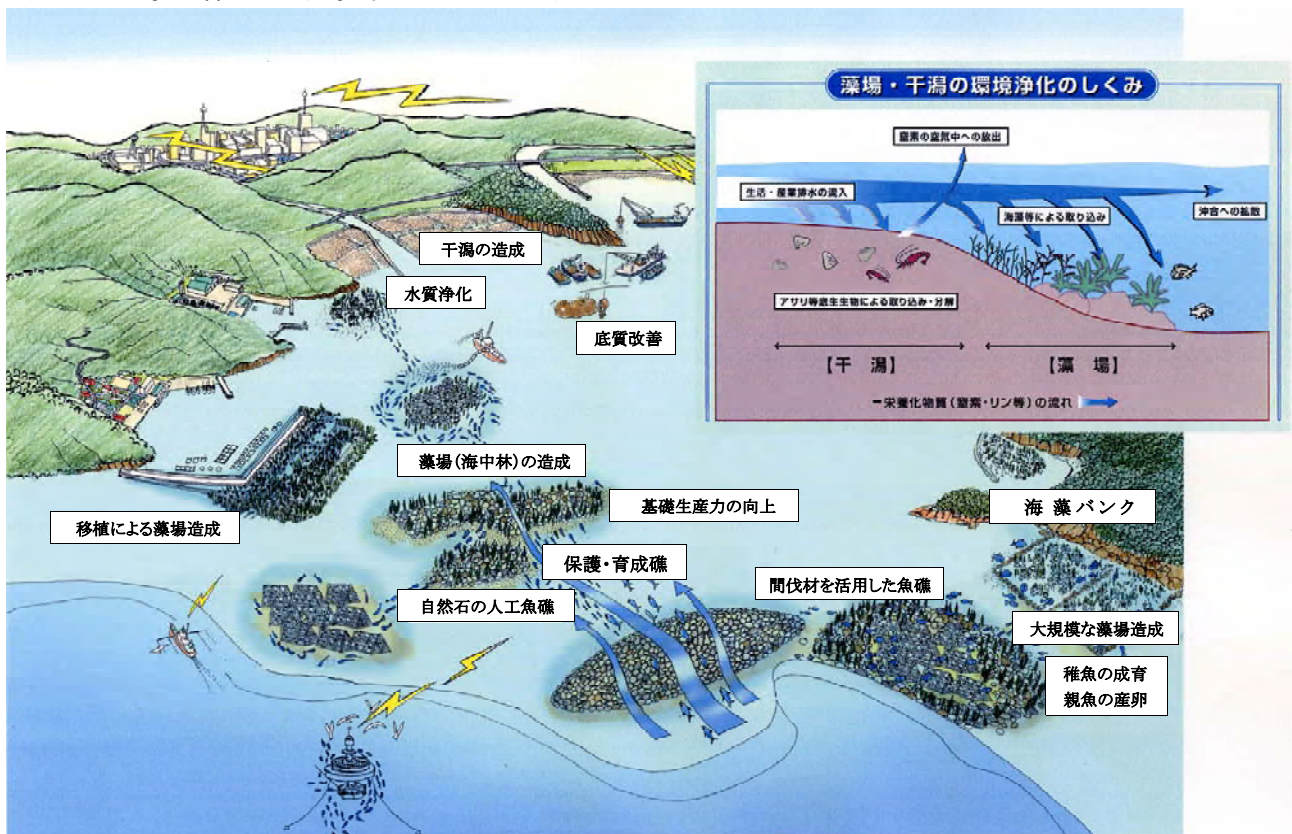 藻場・干潟の環境浄化のしくみ
窒素の空気中への放出
生活・産業排水の流入
海藻等による取り込み
沖合への拡散
アサリ等底生生物による取り込み・分解
【干 潟】
【藻 場】
栄養化物質(窒素・リン等)の流れ
干潟の造成
水質浄化
底質改善
藻場(海中林)の造成
基礎生産力の向上
海 藻 バンク
移植による藻場造成
保護・育成礁
間伐材を活用した魚礁
自然石の人工魚礁
大規模な藻場造成
稚魚の成育
親魚の産卵